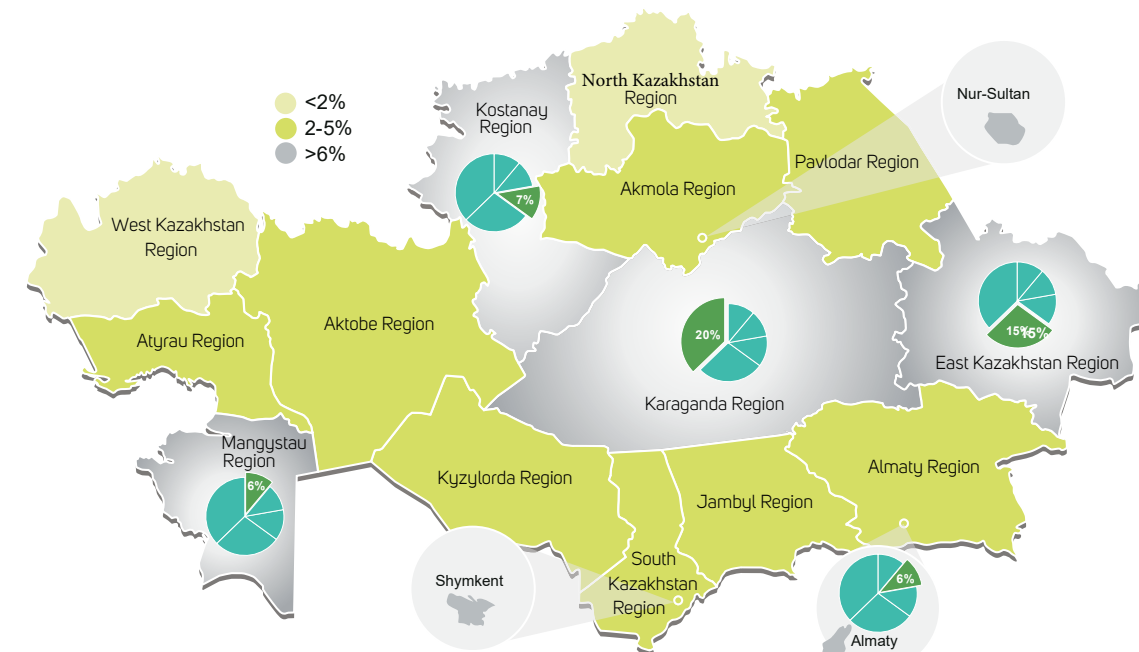 <2%
2-5%
>6%
North Kazakhstan
Region
Kostanay
Region
7%
Nur-Sultan
Pavlodar Region
Akmola Region
West Kazakhstan
Region
Aktobe Region
Atyrau Region
20%
Karaganda Region
15%
15%
East Kazakhstan Region
Mangystau
Region
6%
Kyzylorda Region
Almaty Region
Jambyl Region
South
Kazakhstan
Region
Shymkent
6%
Almaty